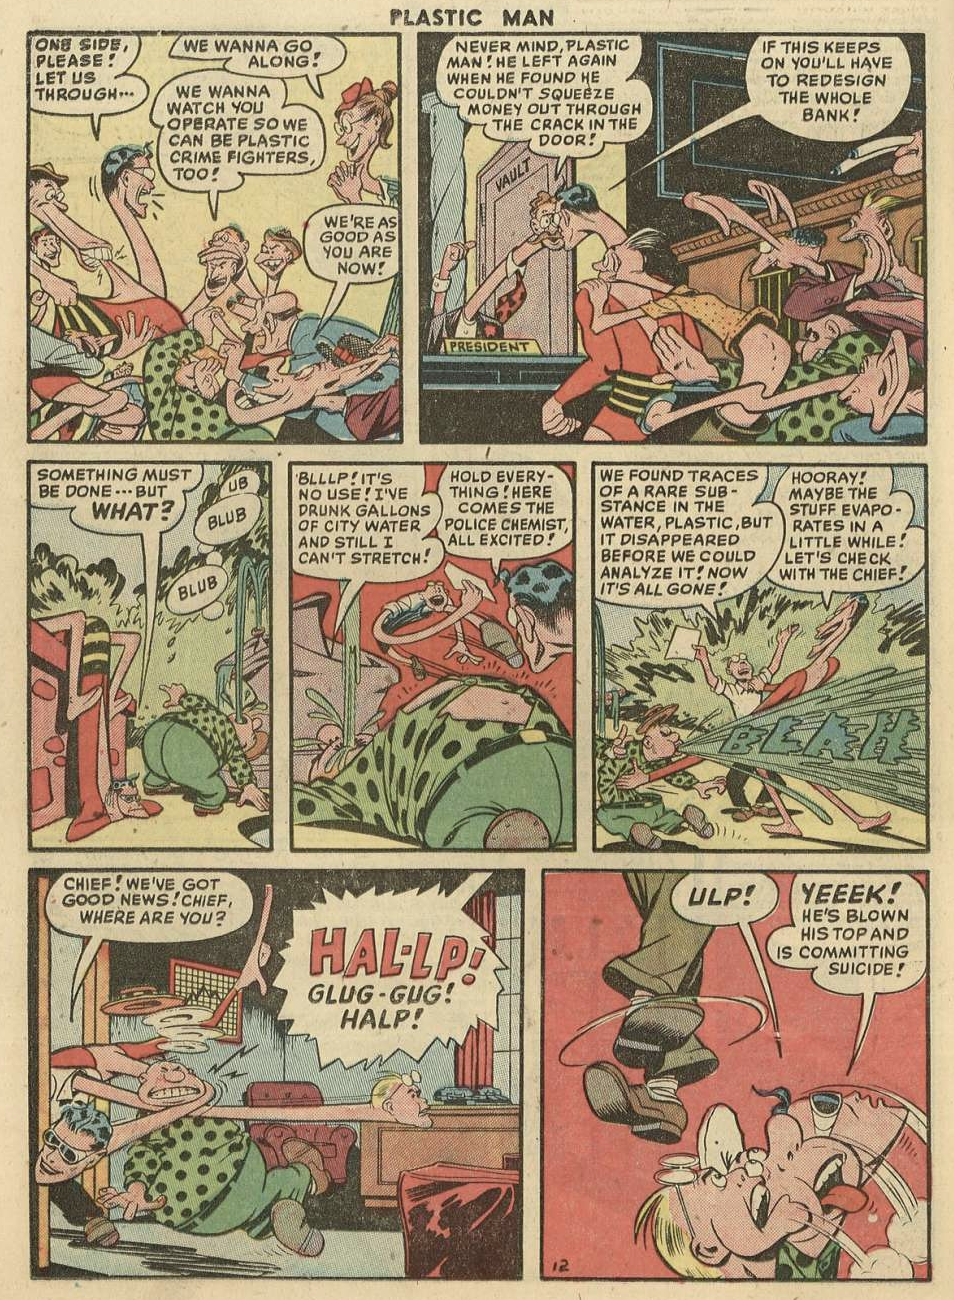 PLASTIC MAN
ONE SIDE,
PLEASE!
LET US
THROUGH...
WE WANNA GO
ALONG!
WE WANNA
WATCH YOU
OPERATE SO WE
CAN BE PLASTIC
CRIME FIGHTERS,
TOO!
WE'RE AS
GOOD AS
YOU ARE
NOW!
NEVER MIND, PLASTIC
MAN! HE LEFT AGAIN
WHEN HE FOUND HE
COULDN'T SQUEEZE
MONEY OUT THROUGH
THE CRACK IN THE
DOOR!
IF THIS KEEPS
ON YOU'LL HAVE
TO REDESIGN
THE WHOLE
BANK!
VAULT
PRESIDENT
SOMETHING MUST
BE DONE... BUT
WHAT?
UB
BLUB
BLUB
BLLLP! IT'S
NO USE! I'VE
DRUNK GALLONS
OF CITY WATER
AND STILL I
CAN'T STRETCH!
HOLD EVERY-
THING! HERE
COMES THE
POLICE CHEMIST,
ALL EXCITED!
WE FOUND TRACES
OF A RARE SUB-
STANCE IN THE
WATER, PLASTIC, BUT
IT DISAPPEARED
BEFORE WE COULD
ANALYZE IT! NOW
IT'S ALL GONE!
HOORAY!
MAYBE THE
STUFF EVAPO-
RATES IN A
LITTLE WHILE!
LET'S CHECK
WITH THE CHIEF!
BLAH
CHIEF! WE'VE GOT
GOOD NEWS! CHIEF,
WHERE ARE YOU?
HAL-LP!
GLUG-GUG!
HALP!
ULP!
YEEEK!
HE'S BLOWN
HIS TOP AND
IS COMMITTING
SUICIDE!
12